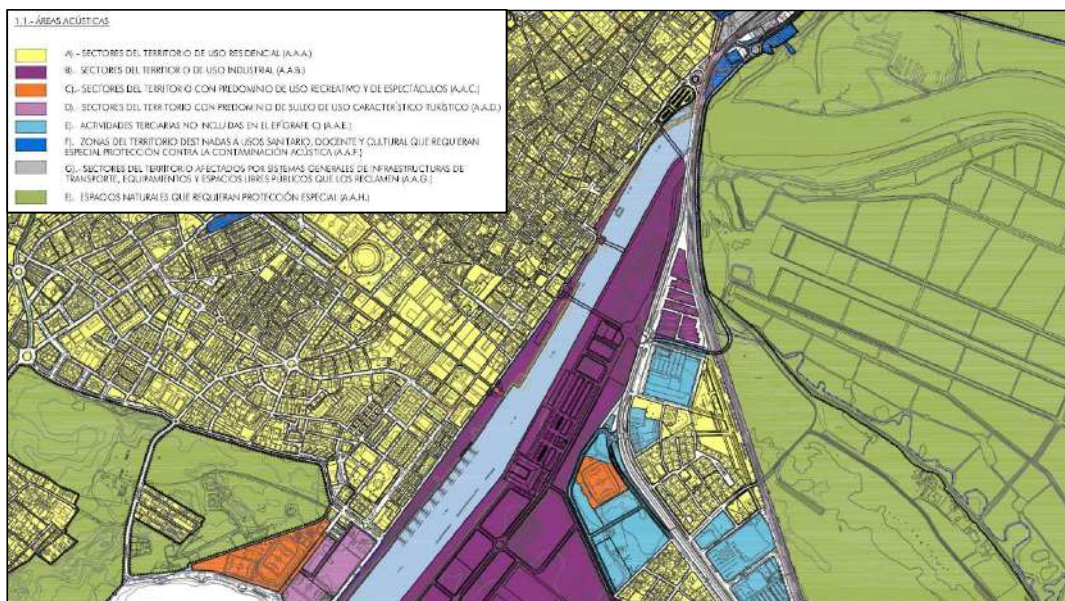 1.1.- ÁREAS ACÚSTICAS
A).- SECTORES DEL TERRITORIO DE USO RESIDENCIAL (A.A.A.)
B).- SECTORES DEL TERRITORIO DE USO INDUSTRIAL (A.A.B.)
C).- SECTORES DEL TERRITORIO CON PREDOMINIO DE USO RECREATIVO Y DE ESPECTÁCULOS (A.A.C.)
D).- SECTORES DEL TERRITORIO CON PREDOMINIO DE SULEO DE USO CARACTERÍSTICO TURÍSTICO (A.A.D.)
E).- ACTIVIDADES TERCIARIAS NO INCLUIDAS EN EL EPÍGRAFE C) (A.A.E.)
F).- ZONAS DEL TERRITORIO DESTINADAS A USOS SANITARIO, DOCENTE Y CULTURAL QUE REQUIERAN
ESPECIAL PROTECCIÓN CONTRA LA CONTAMINACIÓN ACÚSTICA (A.A.F.)
G).- SECTORES DEL TERRITORIO AFECTADOS POR SISTEMAS GENERALES DE INFRAESTRUCTURAS DE
TRANSPORTE, EQUIPAMIENTOS Y ESPACIOS LIBRES PÚBLICOS QUE LOS RECLAMEN (A.A.G.)
E).- ESPACIOS NATURALES QUE REQUIERAN PROTECCIÓN ESPECIAL (A.A.H.)